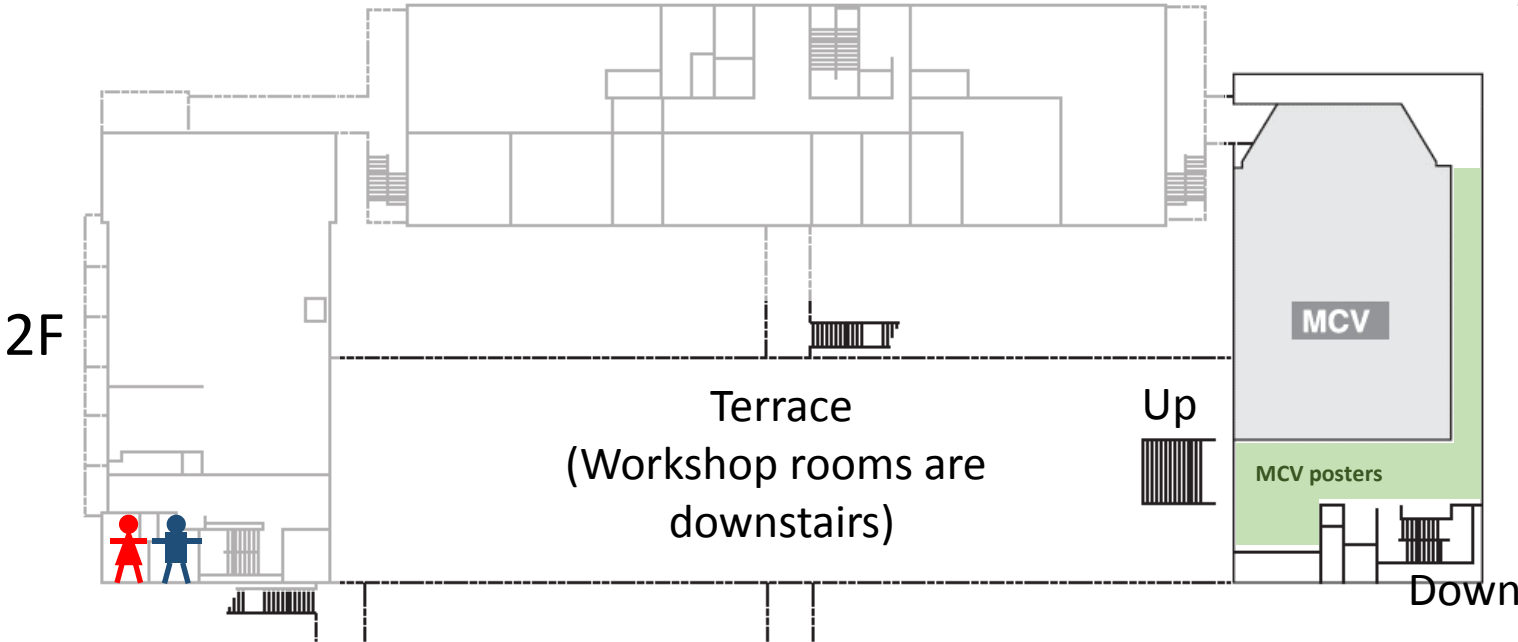 2F
Terrace
(Workshop rooms are
downstairs)
Up
MCV
MCV posters
Down